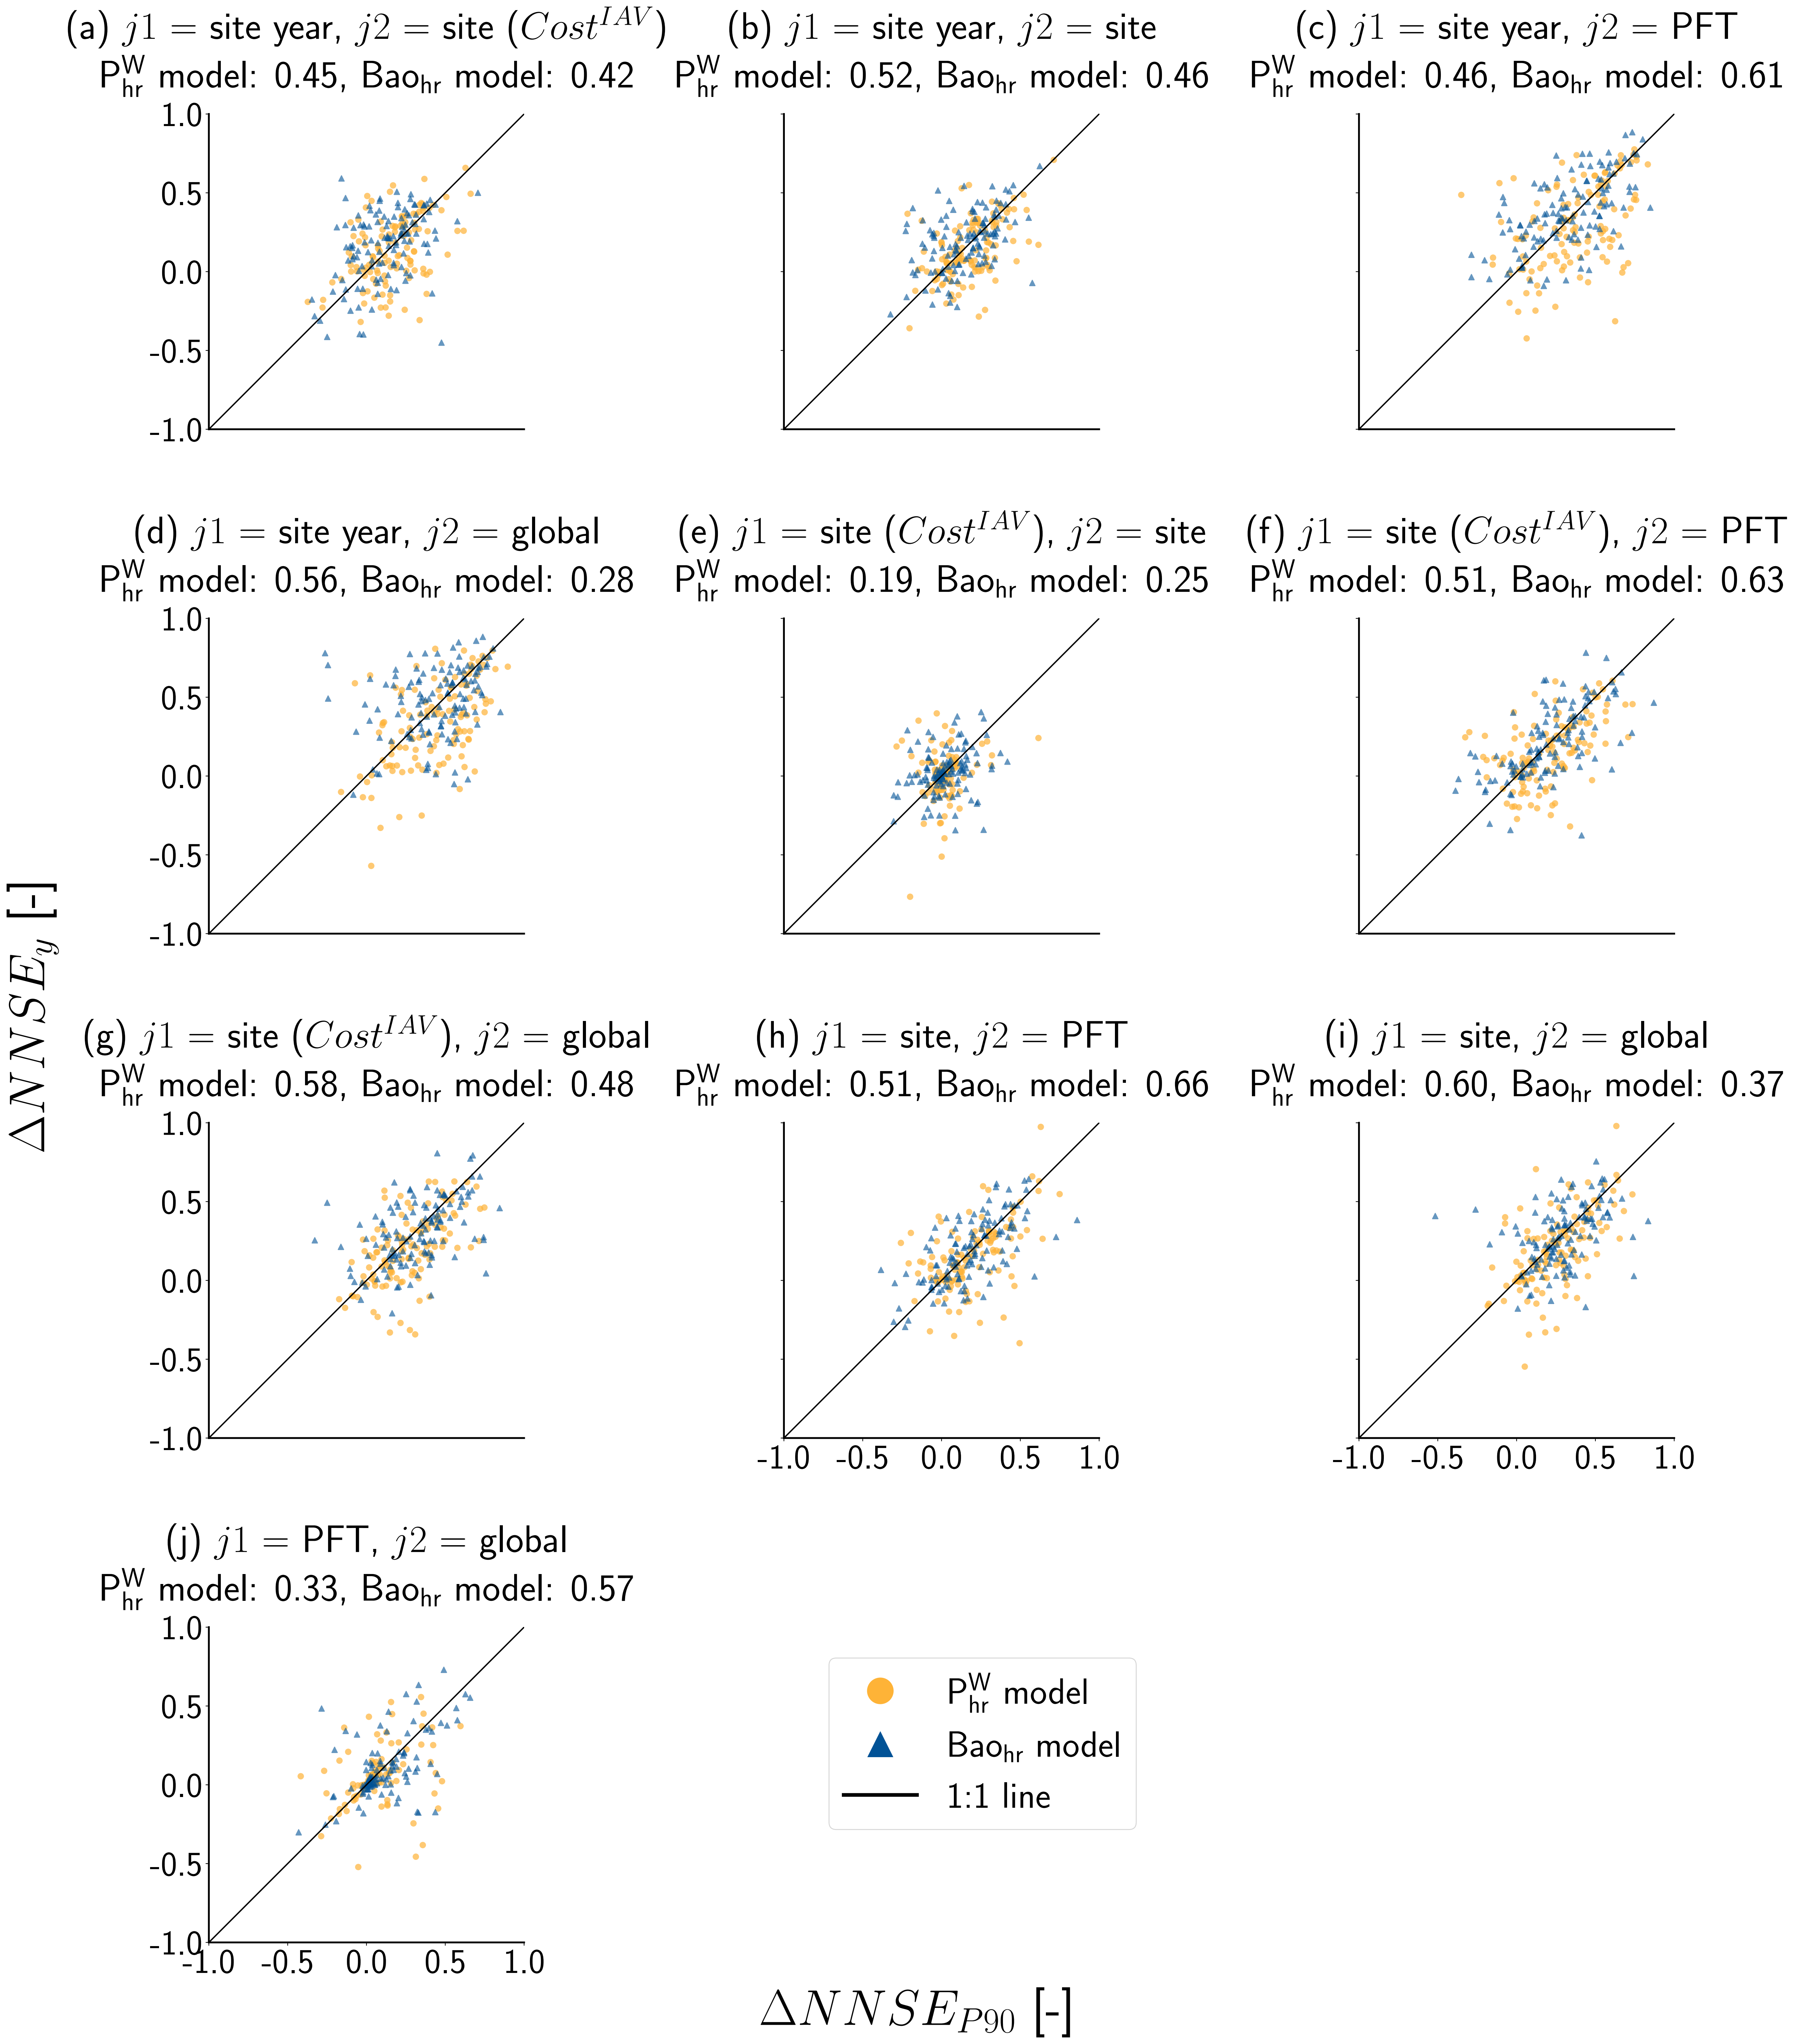 (a) j1 = site year, j2 = site (Cost^IAV)
P^W_hr model: 0.45, Bao_hr model: 0.42
(b) j1 = site year, j2 = site
P^W_hr model: 0.52, Bao_hr model: 0.46
(c) j1 = site year, j2 = PFT
P^W_hr model: 0.46, Bao_hr model: 0.61
1.0
0.5
0.0
-0.5
-1.0
(d) j1 = site year, j2 = global
P^W_hr model: 0.56, Bao_hr model: 0.28
(e) j1 = site (Cost^IAV), j2 = site
P^W_hr model: 0.19, Bao_hr model: 0.25
(f) j1 = site (Cost^IAV), j2 = PFT
P^W_hr model: 0.51, Bao_hr model: 0.63
1.0
0.5
0.0
-0.5
-1.0
ΔNNSE_y [-]
(g) j1 = site (Cost^IAV), j2 = global
P^W_hr model: 0.58, Bao_hr model: 0.48
(h) j1 = site, j2 = PFT
P^W_hr model: 0.51, Bao_hr model: 0.66
(i) j1 = site, j2 = global
P^W_hr model: 0.60, Bao_hr model: 0.37
1.0
0.5
0.0
-0.5
-1.0
-1.0 -0.5 0.0 0.5 1.0
-1.0 -0.5 0.0 0.5 1.0
(j) j1 = PFT, j2 = global
P^W_hr model: 0.33, Bao_hr model: 0.57
1.0
0.5
0.0
-0.5
-1.0
-1.0 -0.5 0.0 0.5 1.0
P^W_hr model
Bao_hr model
1:1 line
ΔNNSE_P90 [-]